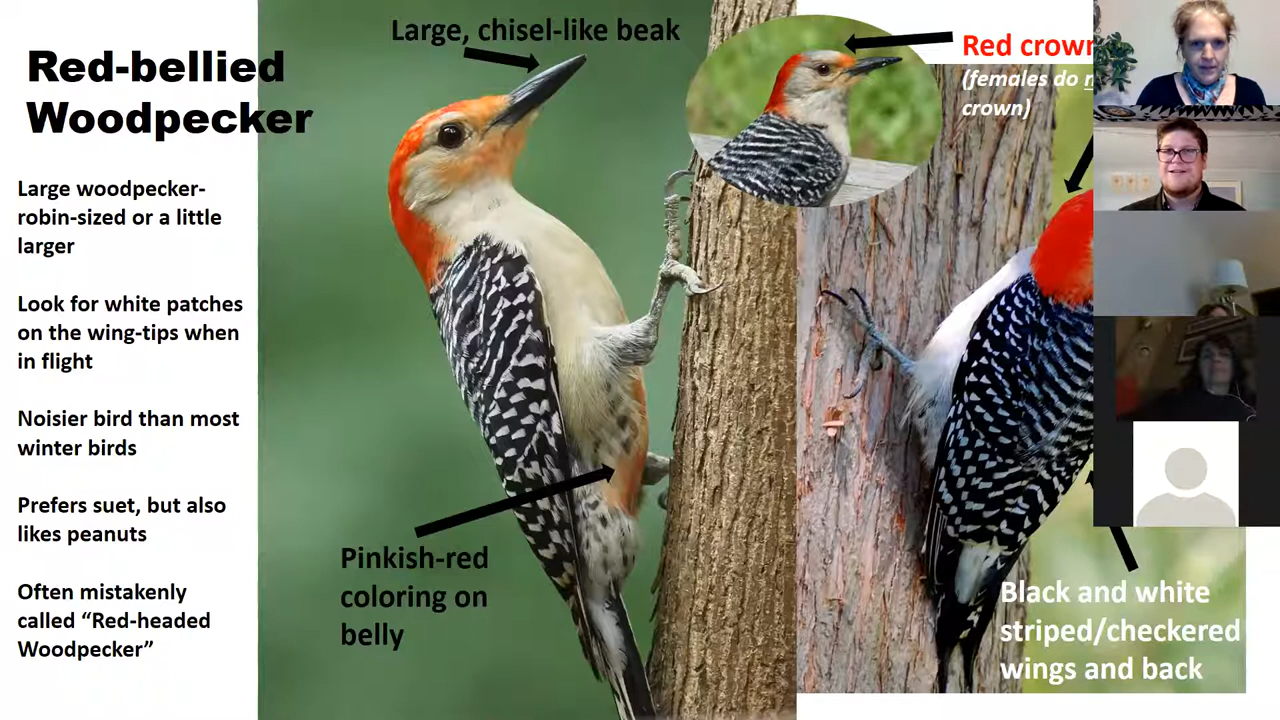 Red-bellied
Woodpecker
Large woodpecker-
robin-sized or a little
larger
Look for white patches
on the wing-tips when
in flight
Noisier bird than most
winter birds
Prefers suet, but also
likes peanuts
Often mistakenly
called “Red-headed
Woodpecker”
Large, chisel-like beak
Red crown
(females do
crown)
Pinkish-red
coloring on
belly
Black and white
striped/checkered
wings and back